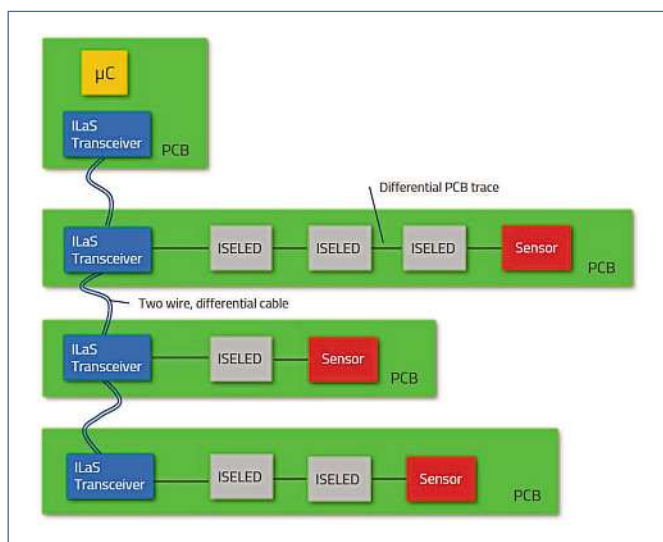 µC
ILaS
Transceiver
PCB
Differential PCB trace
ILaS
Transceiver
ISELED
ISELED
ISELED
Sensor
PCB
Two wire, differential cable
ILaS
Transceiver
ISELED
Sensor
PCB
ILaS
Transceiver
ISELED
ISELED
Sensor
PCB